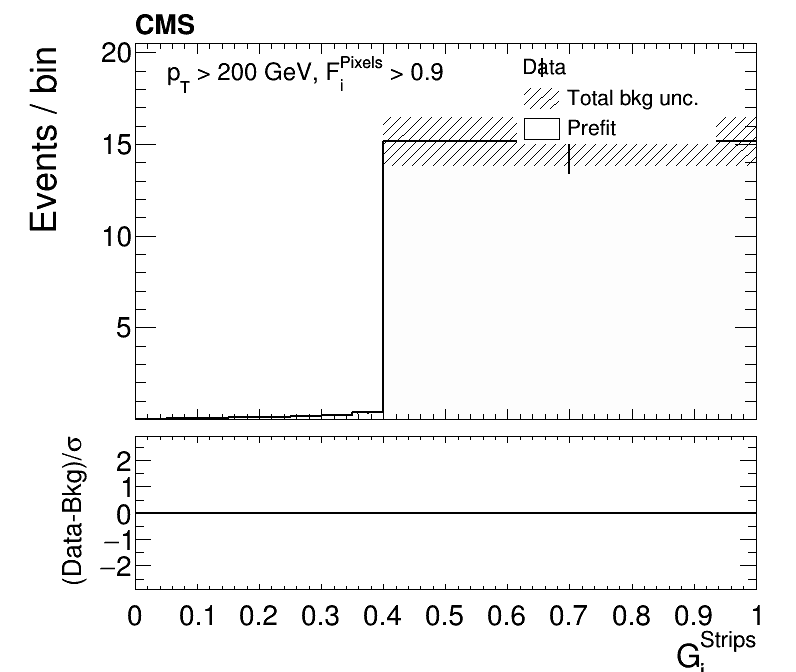 CMS
p_T > 200 GeV, F_i^Pixels > 0.9
Data
Total bkg unc.
Prefit
Events / bin
20
15
10
5
(Data-Bkg)/σ
2
1
0
−1
−2
0 0.1 0.2 0.3 0.4 0.5 0.6 0.7 0.8 0.9 1
G_i^Strips